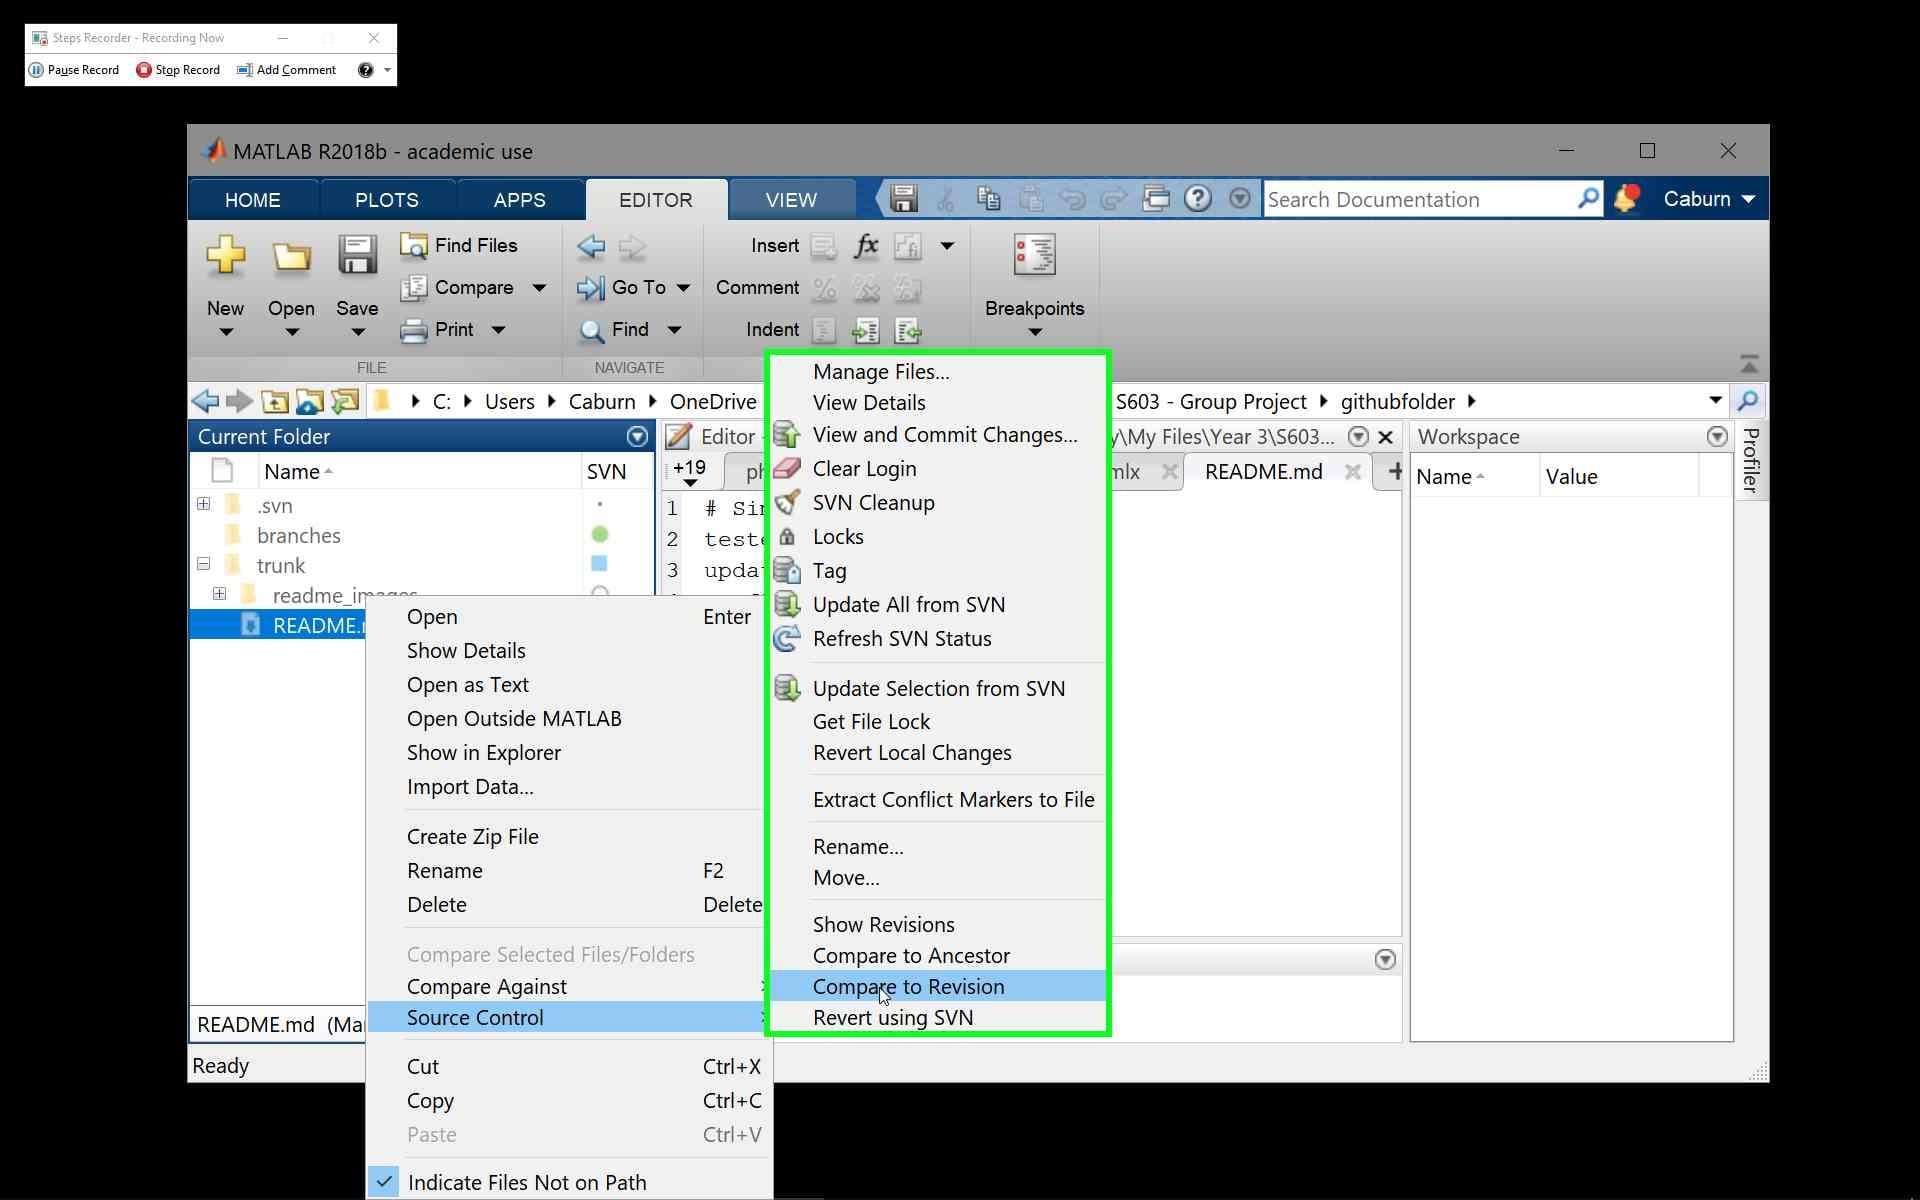 Steps Recorder - Recording Now
Pause Record Stop Record Add Comment
MATLAB R2018b - academic use
HOME PLOTS APPS EDITOR VIEW Search Documentation Caburn
New Open Save Find Files Compare Print
FILE
Go To Find
NAVIGATE
Insert
Comment
Indent
Breakpoints
C: Users Caburn OneDrive S603 - Group Project githubfolder
Current Folder
Name SVN
.svn
branches
trunk
readme_images
README.
README.md (Ma
Ready
Editor - y\My Files\Year 3\S603...
+19 ph mlx README.md +
1 # Sim
2 teste
3 updat
Workspace
Name Value
Profiler
Open Enter
Show Details
Open as Text
Open Outside MATLAB
Show in Explorer
Import Data...
Create Zip File
Rename F2
Delete Delete
Compare Selected Files/Folders
Compare Against
Source Control
Cut Ctrl+X
Copy Ctrl+C
Paste Ctrl+V
Indicate Files Not on Path
Manage Files...
View Details
View and Commit Changes...
Clear Login
SVN Cleanup
Locks
Tag
Update All from SVN
Refresh SVN Status
Update Selection from SVN
Get File Lock
Revert Local Changes
Extract Conflict Markers to File
Rename...
Move...
Show Revisions
Compare to Ancestor
Compare to Revision
Revert using SVN